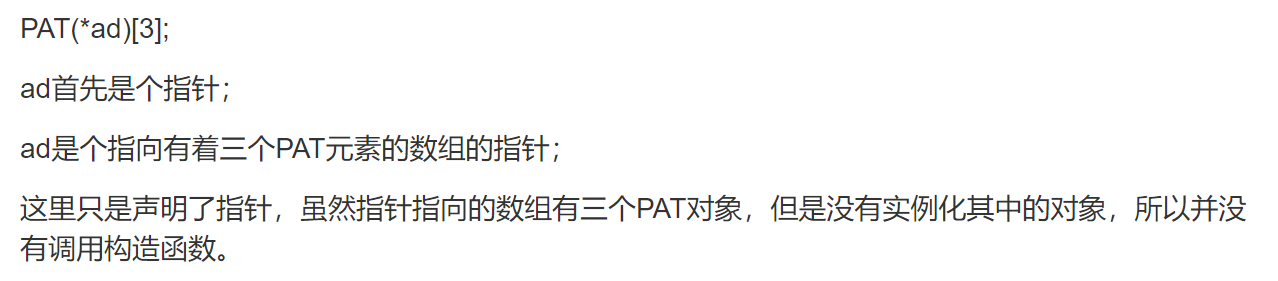 PAT(*ad)[3];
ad首先是个指针；
ad是个指向有着三个PAT元素的数组的指针；
这里只是声明了指针，虽然指针指向的数组有三个PAT对象，但是没有实例化其中的对象，所以并没
有调用构造函数。